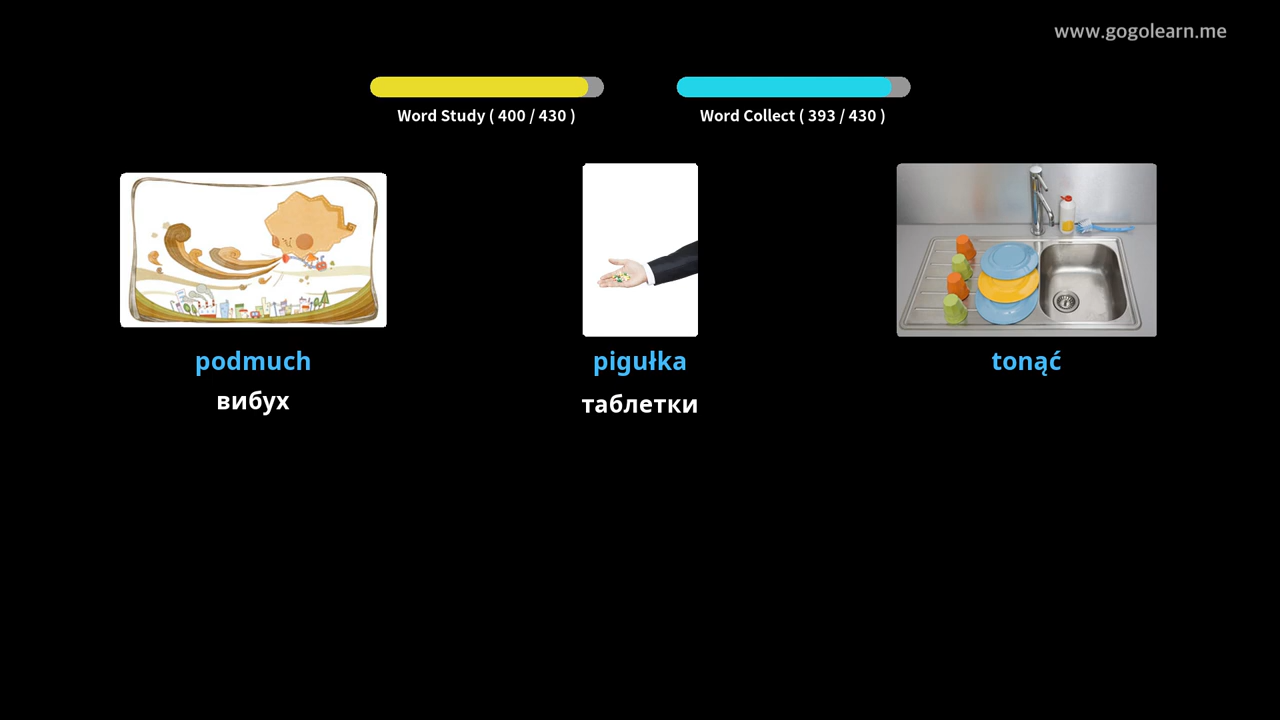 www.gogolearn.me
Word Study ( 400 / 430 )
Word Collect ( 393 / 430 )
podmuch
pigułka
tonąć
вибух
таблетки